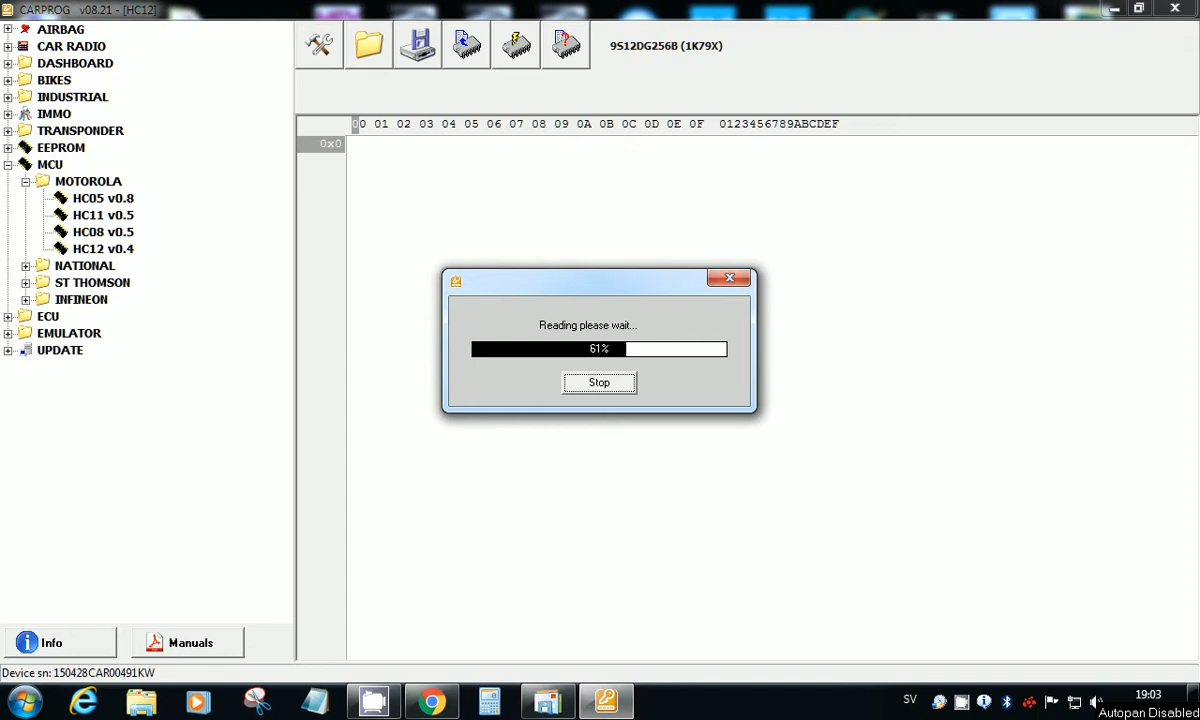 CARPROG v08.21 - [HC12]
AIRBAG
CAR RADIO
DASHBOARD
BIKES
INDUSTRIAL
IMMO
TRANSPONDER
EEPROM
MCU
MOTOROLA
HC05 v0.8
HC11 v0.5
HC08 v0.5
HC12 v0.4
NATIONAL
ST THOMSON
INFINEON
ECU
EMULATOR
UPDATE
9S12DG256B (1K79X)
00 01 02 03 04 05 06 07 08 09 0A 0B 0C 0D 0E 0F 0123456789ABCDEF
0x0
Reading please wait...
61%
Stop
Info
Manuals
Device sn: 150428CAR00491KW
SV
19:03
Autopan Disabled